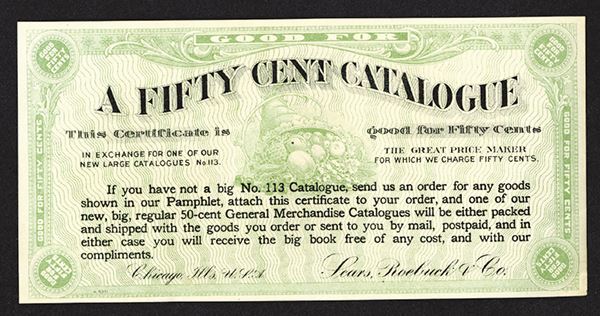 GOOD FOR
A FIFTY CENT CATALOGUE
This Certificate is good for Fifty Cents
IN EXCHANGE FOR ONE OF OUR
NEW LARGE CATALOGUES No. 113.
THE GREAT PRICE MAKER
FOR WHICH WE CHARGE FIFTY CENTS.
If you have not a big No. 113 Catalogue, send us an order for any goods
shown in our Pamphlet, attach this certificate to your order, and one of our
new, big, regular 50-cent General Merchandise Catalogues will be either packed
and shipped with the goods you order or sent to you by mail, postpaid, and in
either case you will receive the big book free of any cost, and with our
compliments.
Chicago Ills. U.S.A.
Sears, Roebuck & Co.
GOOD FOR FIFTY CENTS
GOOD FOR FIFTY CENTS